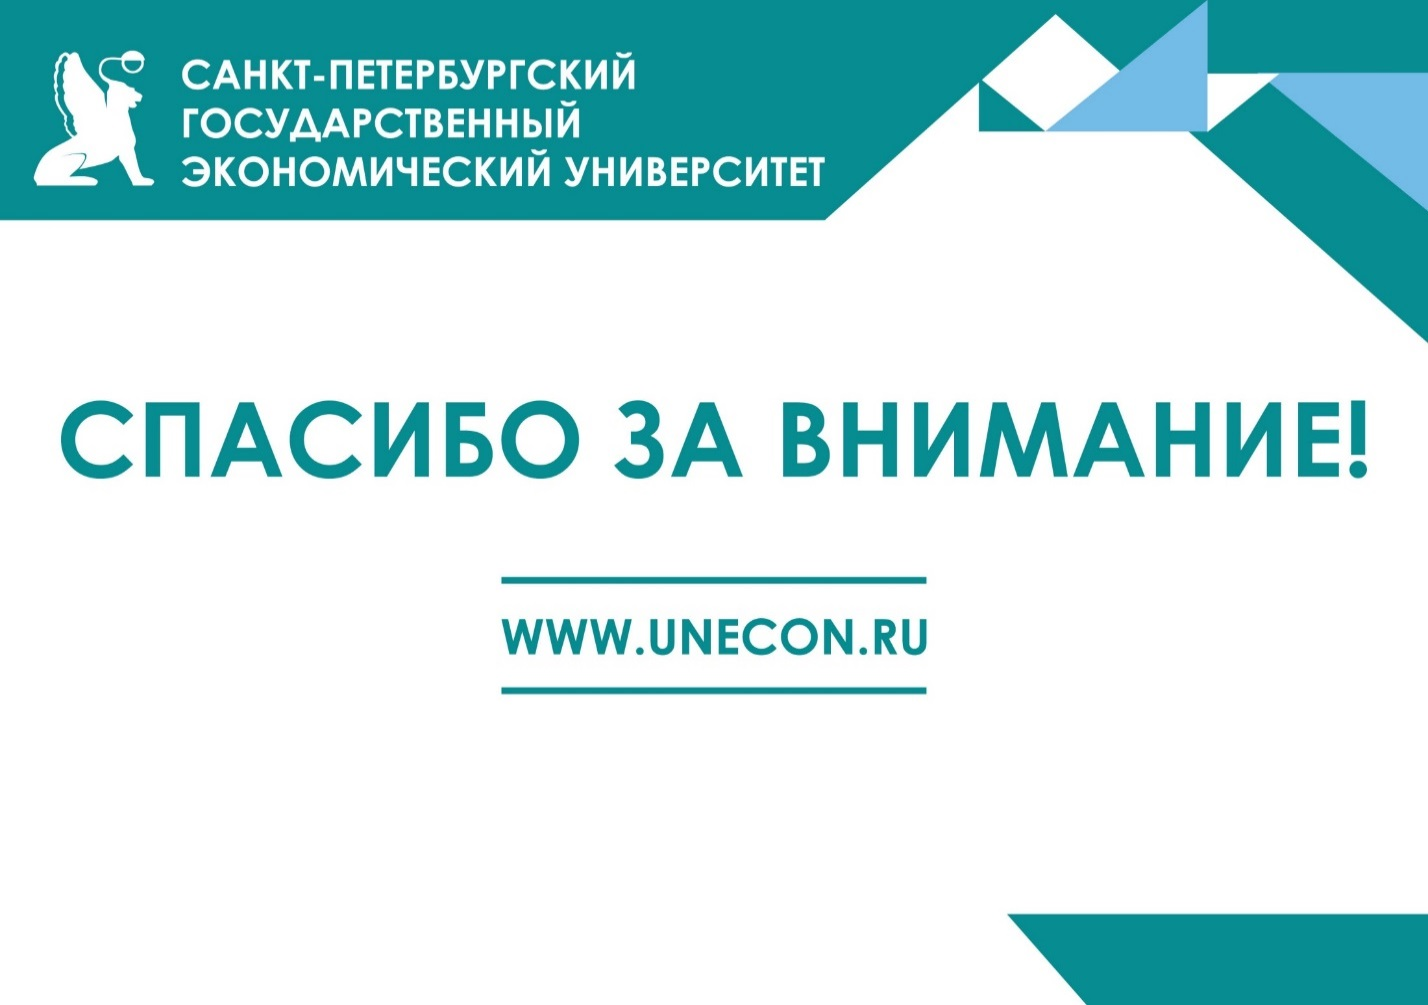 САНКТ-ПЕТЕРБУРГСКИЙ
ГОСУДАРСТВЕННЫЙ
ЭКОНОМИЧЕСКИЙ УНИВЕРСИТЕТ
СПАСИБО ЗА ВНИМАНИЕ!
WWW.UNECON.RU